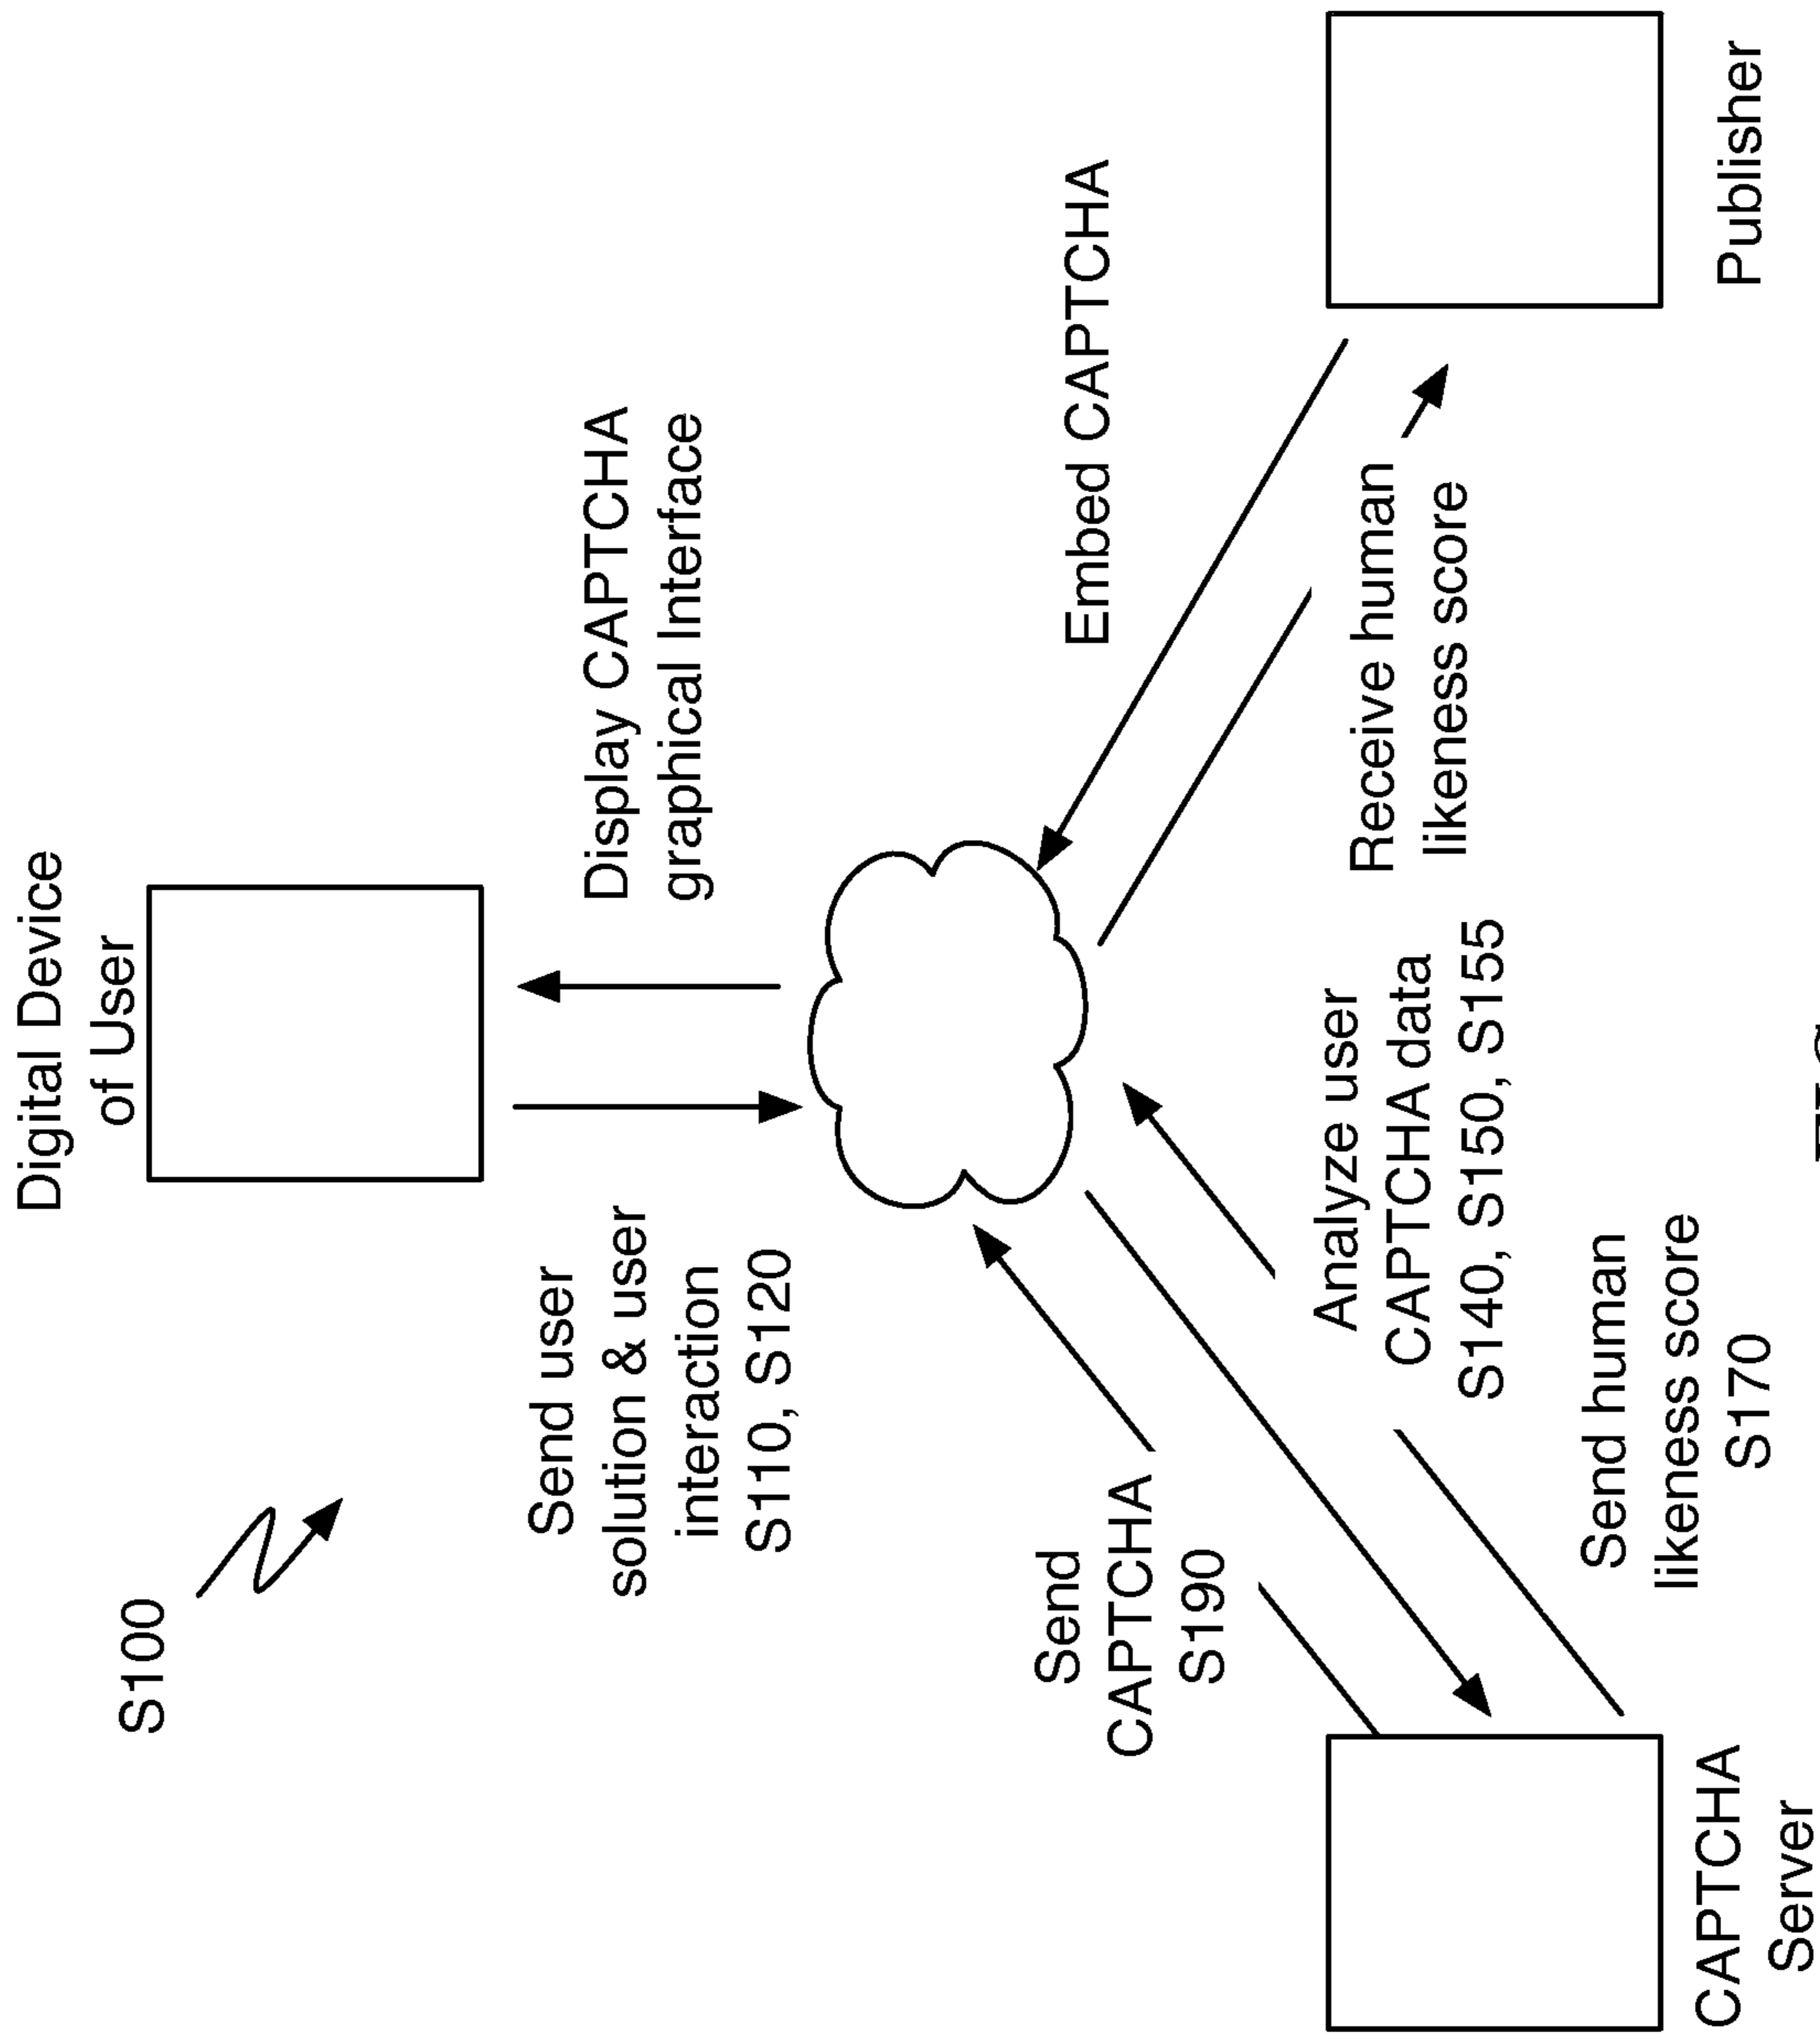 S100
Digital Device
of User
Send user
solution & user
interaction
S110, S120
Display CAPTCHA
graphical Interface
Send
CAPTCHA
S190
Embed CAPTCHA
Analyze user
CAPTCHA data
S140, S150, S155
Receive human
likeness score
Send human
likeness score
S170
CAPTCHA
Server
Publisher